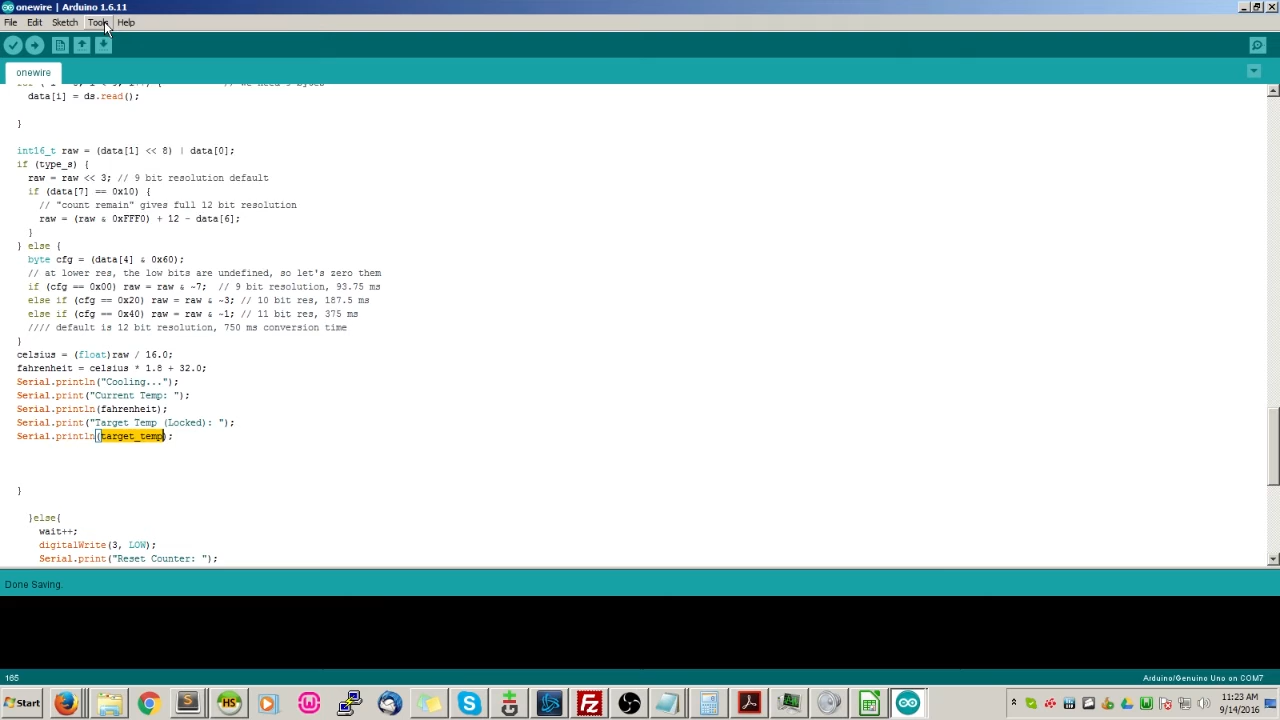 onewire | Arduino 1.6.11
File Edit Sketch Tools Help
onewire
data[i] = ds.read();
}
int16_t raw = (data[1] << 8) | data[0];
if (type_s) {
raw = raw << 3; // 9 bit resolution default
if (data[7] == 0x10) {
// "count remain" gives full 12 bit resolution
raw = (raw & 0xFFF0) + 12 - data[6];
}
} else {
byte cfg = (data[4] & 0x60);
// at lower res, the low bits are undefined, so let's zero them
if (cfg == 0x00) raw = raw & ~7;  // 9 bit resolution, 93.75 ms
else if (cfg == 0x20) raw = raw & ~3; // 10 bit res, 187.5 ms
else if (cfg == 0x40) raw = raw & ~1; // 11 bit res, 375 ms
//// default is 12 bit resolution, 750 ms conversion time
}
celsius = (float)raw / 16.0;
fahrenheit = celsius * 1.8 + 32.0;
Serial.println("Cooling...");
Serial.print("Current Temp: ");
Serial.println(fahrenheit);
Serial.print("Target Temp (Locked): ");
Serial.println(target_temp);
}
}else{
wait++;
digitalWrite(3, LOW);
Serial.print("Reset Counter: ");
Done Saving.
165
Arduino/Genuino Uno on COM7
Start
11:23 AM
9/14/2016